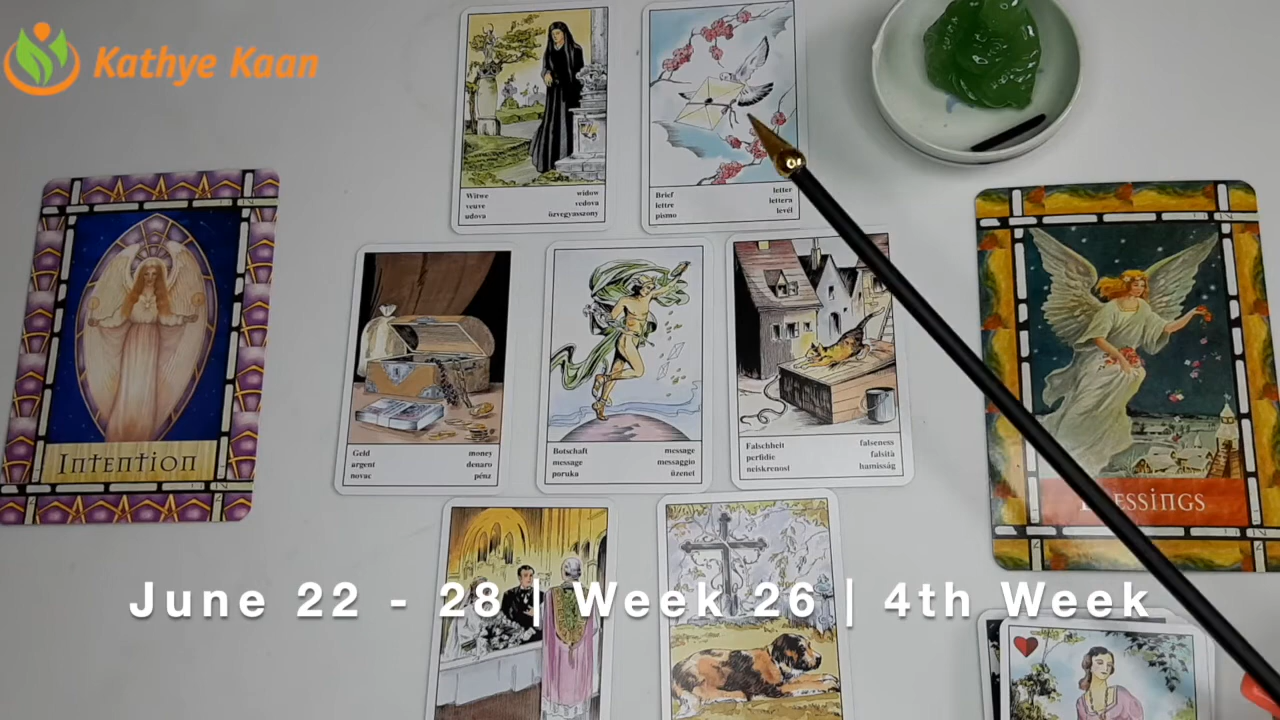 Kathye Kaan
Witwe widow
veuve vedova
udova özvegyasszony
Brief letter
lettre lettera
pismo levél
Intention
Geld money
argent denaro
novac pénz
Botschaft message
message messaggio
poruka üzenet
Falschheit falseness
perfidie falsità
neiskrenost hamisság
Blessings
June 22 - 28 | Week 26 | 4th Week